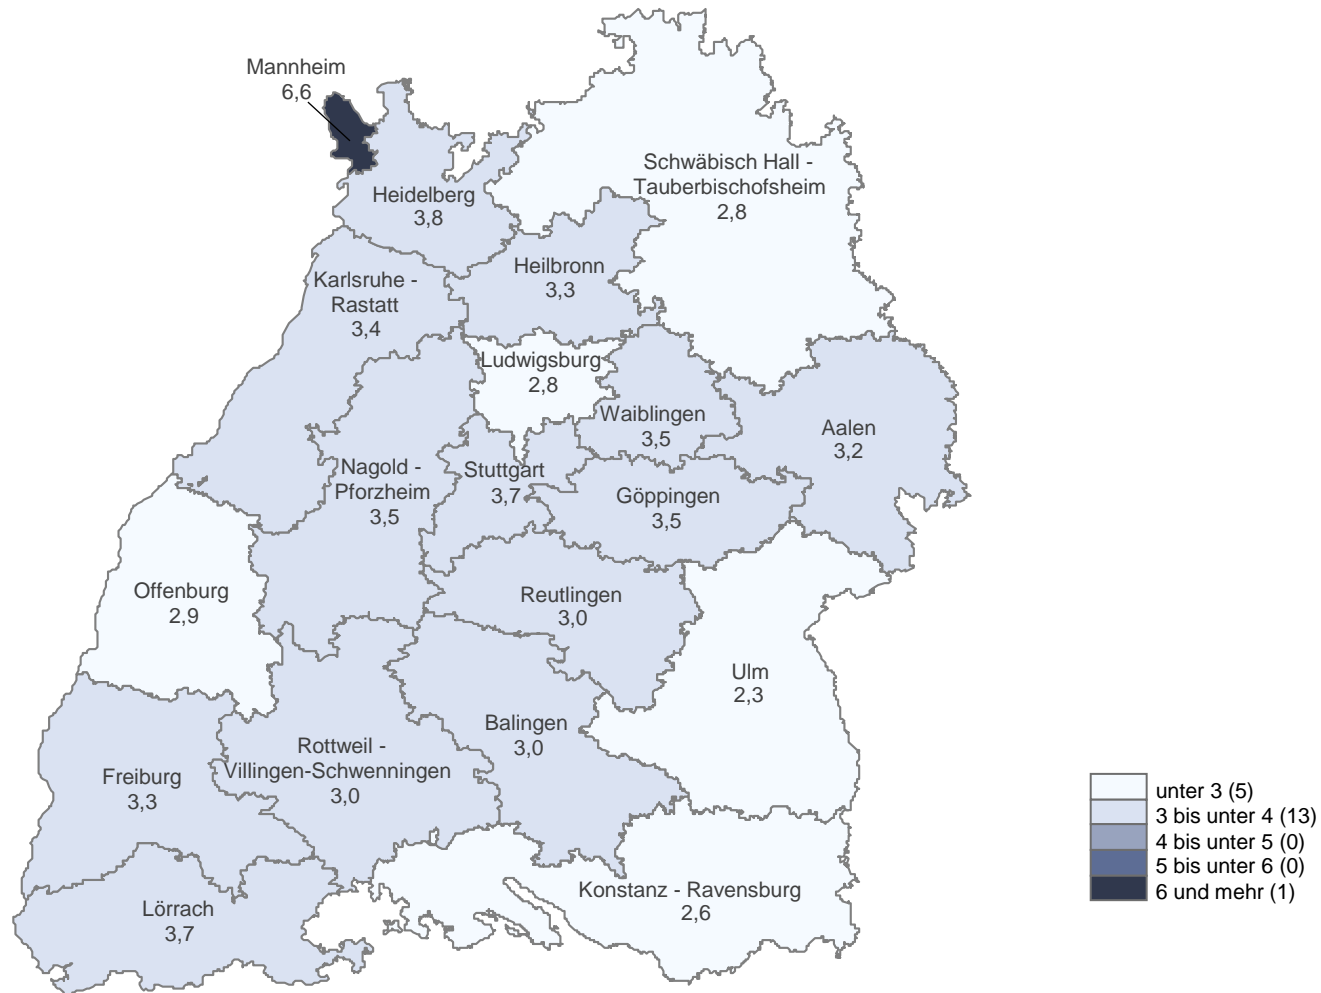 Mannheim
6,6
Schwäbisch Hall -
Tauberbischofsheim
2,8
Heidelberg
3,8
Heilbronn
3,3
Karlsruhe -
Rastatt
3,4
Ludwigsburg
2,8
Waiblingen
3,5
Aalen
3,2
Nagold -
Pforzheim
3,5
Stuttgart
3,7
Göppingen
3,5
Offenburg
2,9
Reutlingen
3,0
Ulm
2,3
Balingen
3,0
Rottweil -
Villingen-Schwenningen
3,0
Freiburg
3,3
Konstanz - Ravensburg
2,6
Lörrach
3,7
unter 3 (5)
3 bis unter 4 (13)
4 bis unter 5 (0)
5 bis unter 6 (0)
6 und mehr (1)